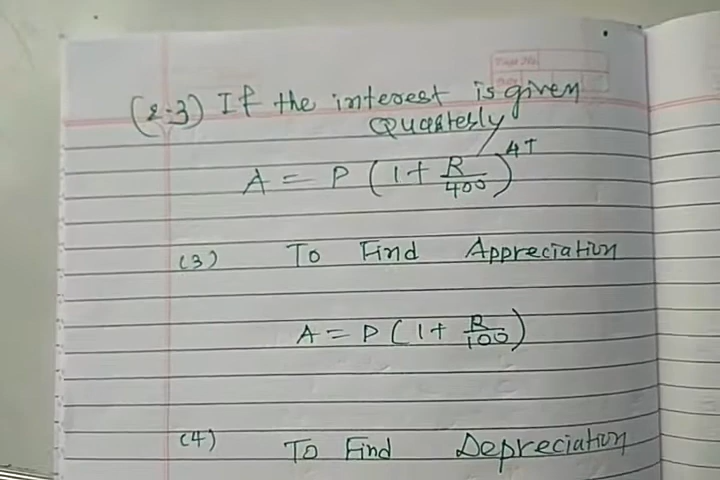 (2.3) If the interest is given
Quarterly
A = P (1 + R/400)^4T
(3) To Find Appreciation
A = P (1 + R/100)
(4) To Find Depreciation